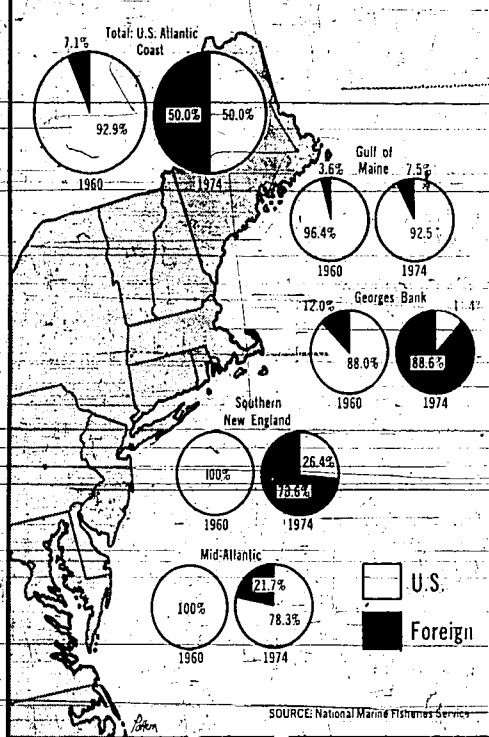 Total: U.S. Atlantic
Coast
7.1%
92.9%
1960
50.0%
50.0%
1974
Gulf of
Maine
3.6%
96.4%
1960
7.5%
92.5
1974
Georges Bank
12.0%
88.0%
1960
88.6%
1974
Southern
New England
100%
1960
26.4%
73.6%
1974
Mid-Atlantic
100%
1960
21.7%
78.3%
1974
U.S.
Foreign
SOURCE: National Marine Fisheries Service